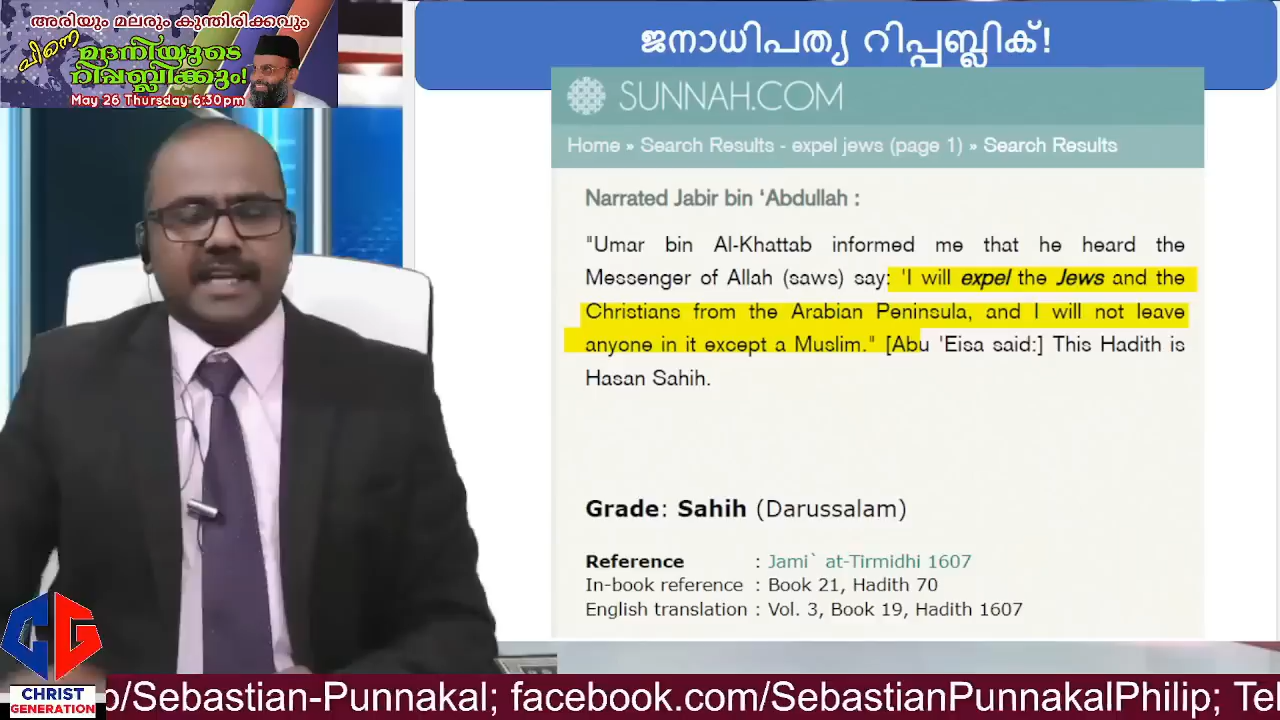 അരിയും മലരും കുന്തിരിക്കവും
പിന്നെ
മദനിയുടെ
റിപ്പബ്ലിക്കും!
May 26 Thursday 6:30pm
ജനാധിപത്യ റിപ്പബ്ലിക്!
SUNNAH.COM
Home » Search Results - expel jews (page 1) » Search Results
Narrated Jabir bin ‘Abdullah :
"Umar bin Al-Khattab informed me that he heard the
Messenger of Allah (saws) say: 'I will expel the Jews and the
Christians from the Arabian Peninsula, and I will not leave
anyone in it except a Muslim." [Abu 'Eisa said:] This Hadith is
Hasan Sahih.
Grade: Sahih (Darussalam)
Reference : Jami` at-Tirmidhi 1607
In-book reference : Book 21, Hadith 70
English translation : Vol. 3, Book 19, Hadith 1607
CG
CHRIST
GENERATION
o/Sebastian-Punnakal; facebook.com/SebastianPunnakalPhilip; Tel